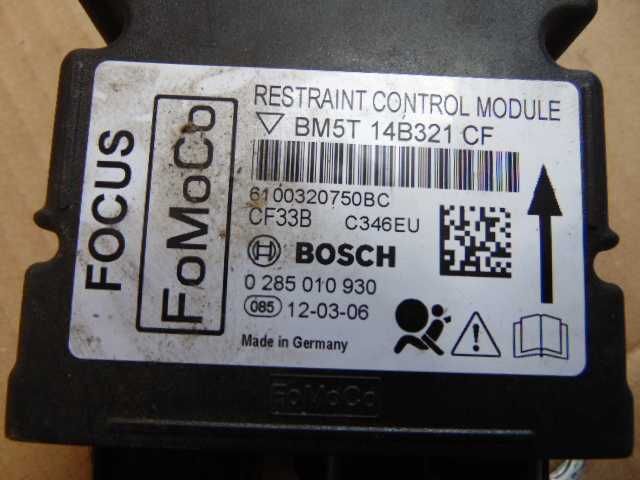 FOCUS
FoMoCo
RESTRAINT CONTROL MODULE
BM5T 14B321 CF
6100320750BC
CF33B C346EU
BOSCH
0 285 010 930
085 12-03-06
Made in Germany
FoMoCo